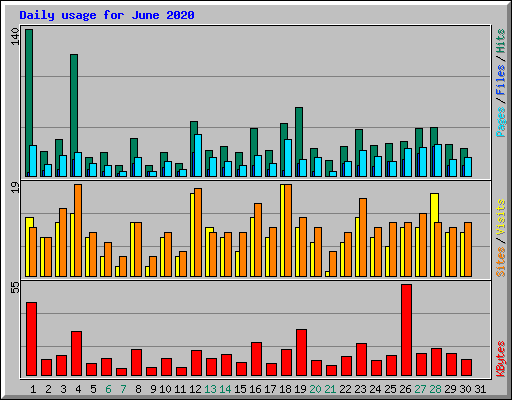 Daily usage for June 2020
140
Pages / Files / Hits
19
Sites / Visits
55
KBytes
1 2 3 4 5 6 7 8 9 10 11 12 13 14 15 16 17 18 19 20 21 22 23 24 25 26 27 28 29 30 31